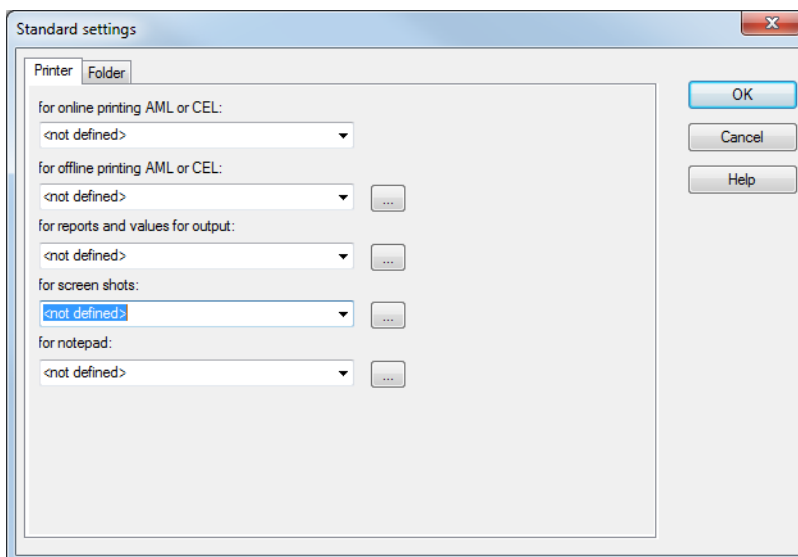 Standard settings
Printer Folder
for online printing AML or CEL:
<not defined>
for offline printing AML or CEL:
<not defined>
...
for reports and values for output:
<not defined>
...
for screen shots:
<not defined>
...
for notepad:
<not defined>
...
OK
Cancel
Help